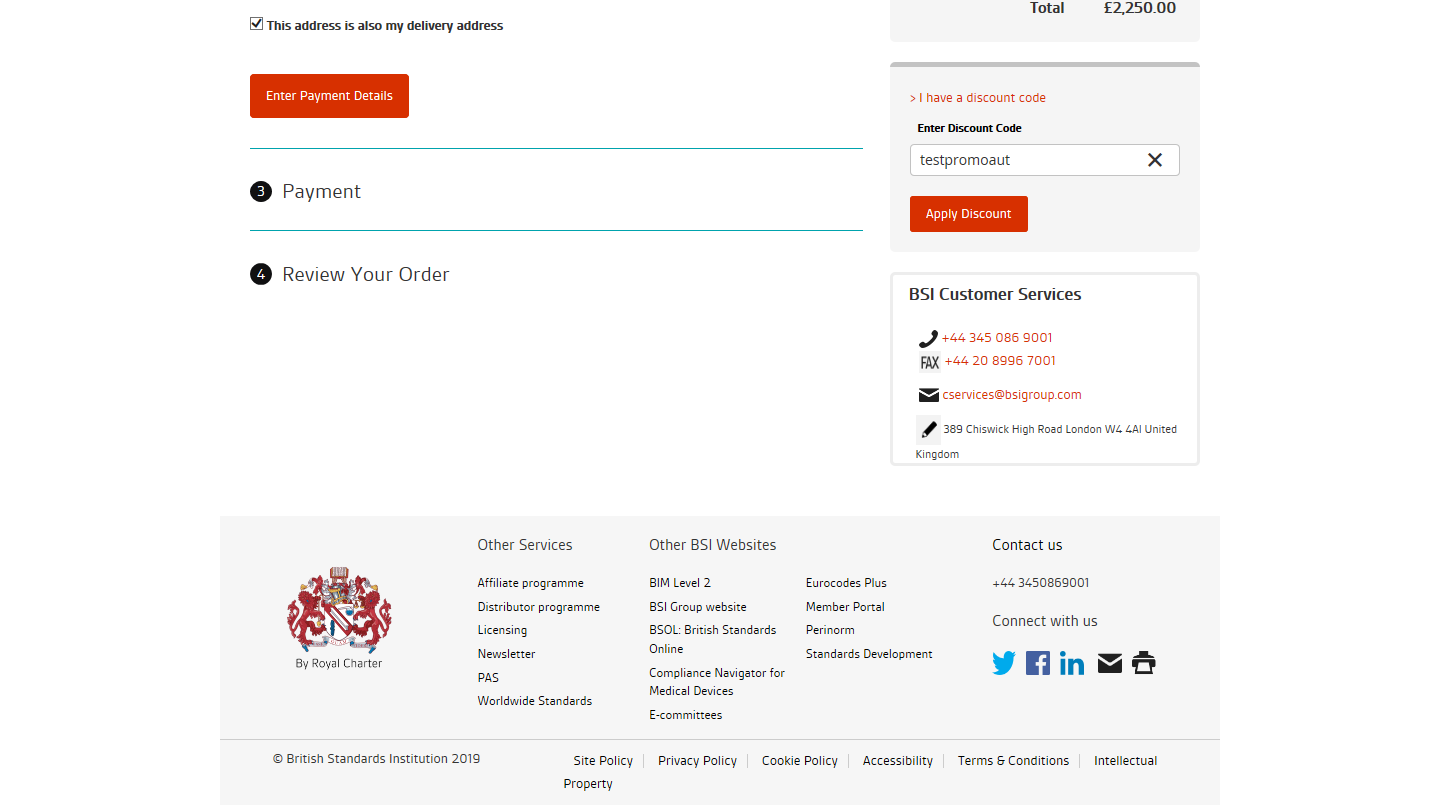 This address is also my delivery address
Enter Payment Details
3 Payment
4 Review Your Order
Total £2,250.00
> I have a discount code
Enter Discount Code
testpromoaut
Apply Discount
BSI Customer Services
+44 345 086 9001
FAX +44 20 8996 7001
cservices@bsigroup.com
389 Chiswick High Road London W4 4Al United
Kingdom
By Royal Charter
Other Services
Affiliate programme
Distributor programme
Licensing
Newsletter
PAS
Worldwide Standards
Other BSI Websites
BIM Level 2
BSI Group website
BSOL: British Standards
Online
Compliance Navigator for
Medical Devices
E-committees
Eurocodes Plus
Member Portal
Perinorm
Standards Development
Contact us
+44 3450869001
Connect with us
© British Standards Institution 2019
Site Policy Privacy Policy Cookie Policy Accessibility Terms & Conditions Intellectual
Property